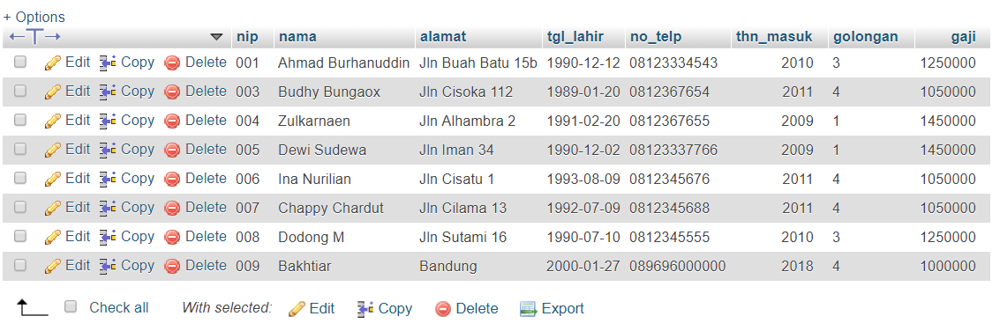 + Options
nip nama alamat tgl_lahir no_telp thn_masuk golongan gaji
Edit Copy Delete 001 Ahmad Burhanuddin Jln Buah Batu 15b 1990-12-12 08123334543 2010 3 1250000
Edit Copy Delete 003 Budhy Bungaox Jln Cisoka 112 1989-01-20 0812367654 2011 4 1050000
Edit Copy Delete 004 Zulkarnaen Jln Alhambra 2 1991-02-20 0812367655 2009 1 1450000
Edit Copy Delete 005 Dewi Sudewa Jln Iman 34 1990-12-02 08123337766 2009 1 1450000
Edit Copy Delete 006 Ina Nurilian Jln Cisatu 1 1993-08-09 0812345676 2011 4 1050000
Edit Copy Delete 007 Chappy Chardut Jln Cilama 13 1992-07-09 0812345688 2011 4 1050000
Edit Copy Delete 008 Dodong M Jln Sutami 16 1990-07-10 0812345555 2010 3 1250000
Edit Copy Delete 009 Bakhtiar Bandung 2000-01-27 089696000000 2018 4 1000000
Check all With selected: Edit Copy Delete Export